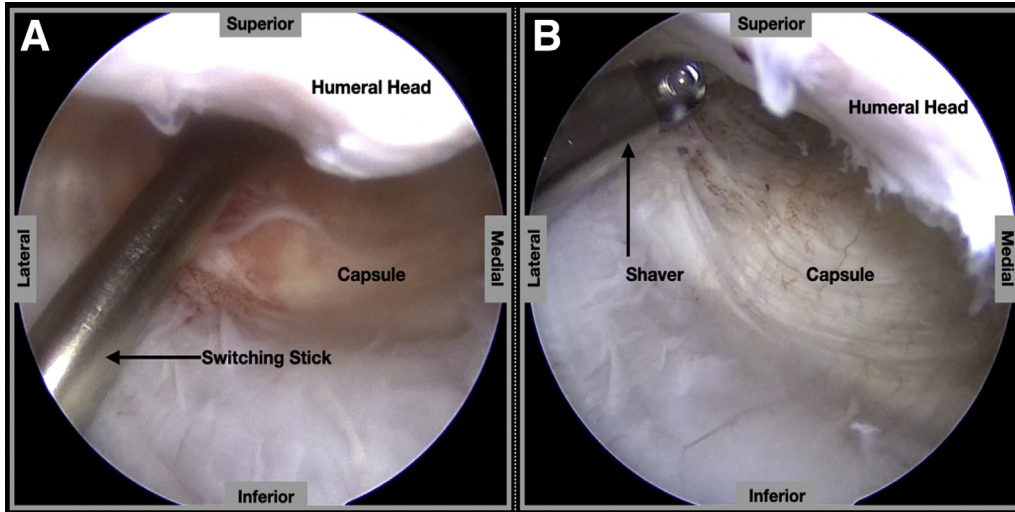 A
Superior
Humeral Head
Lateral
Medial
Capsule
Switching Stick
Inferior
B
Superior
Humeral Head
Lateral
Medial
Shaver
Capsule
Inferior